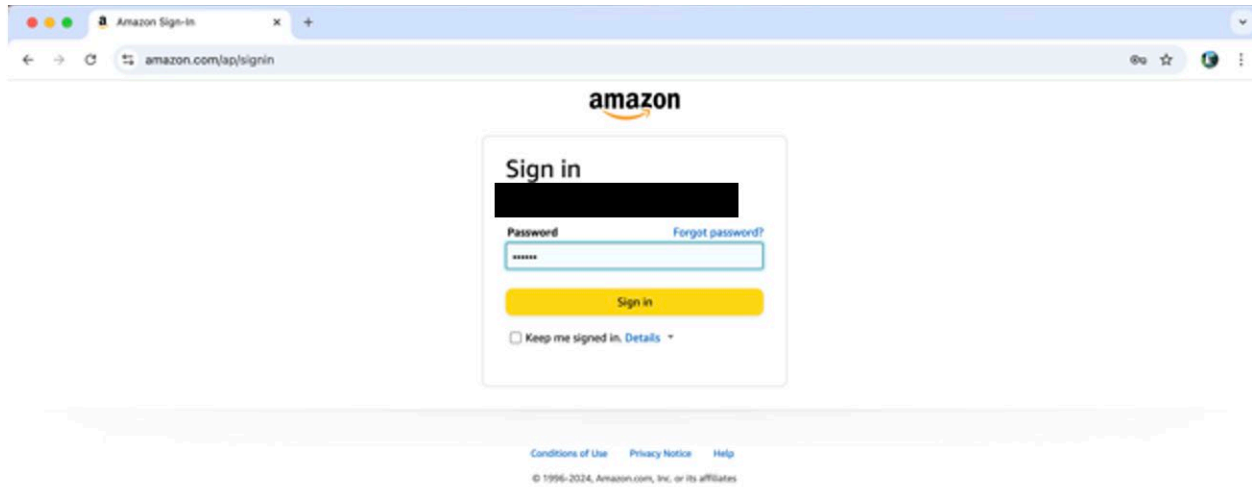 Amazon Sign-In
amazon.com/ap/signin
amazon
Sign in
Password Forgot password?
••••••
Sign in
Keep me signed in. Details
Conditions of Use Privacy Notice Help
© 1996-2024, Amazon.com, Inc. or its affiliates